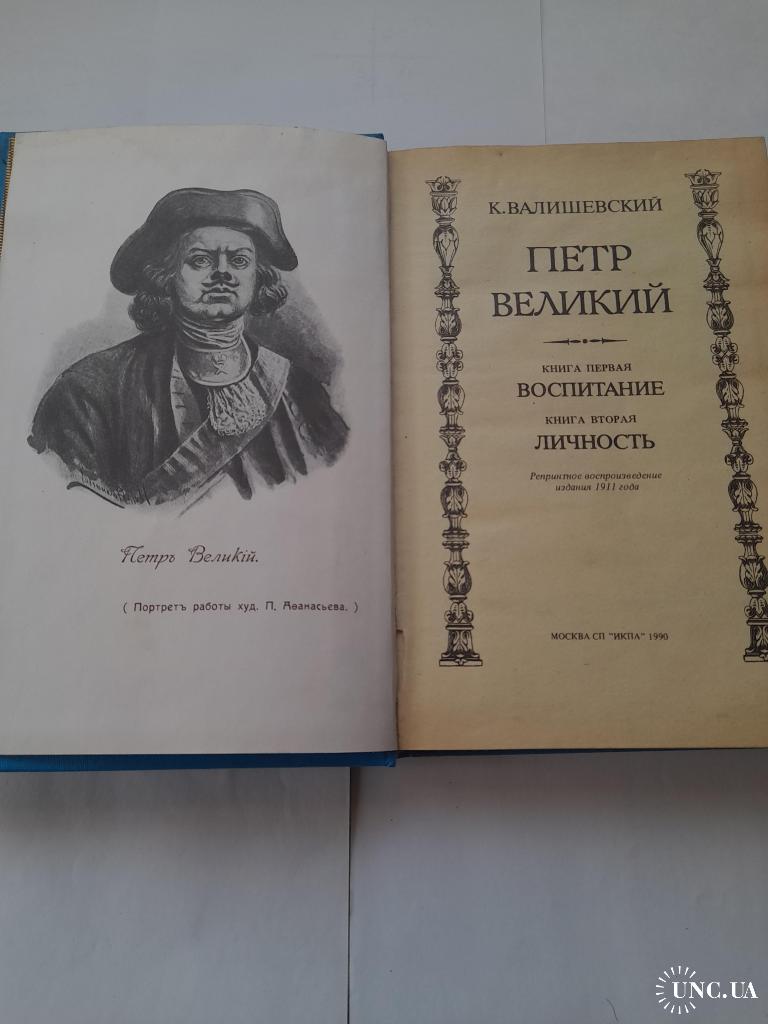 Петръ Великій.
( Портретъ работы худ. П. Аѳанасьева. )
К. ВАЛИШЕВСКИЙ
ПЕТР
ВЕЛИКИЙ
КНИГА ПЕРВАЯ
ВОСПИТАНИЕ
КНИГА ВТОРАЯ
ЛИЧНОСТЬ
Репринтное воспроизведение
издания 1911 года
МОСКВА СП "ИКПА" 1990
UNC.UA